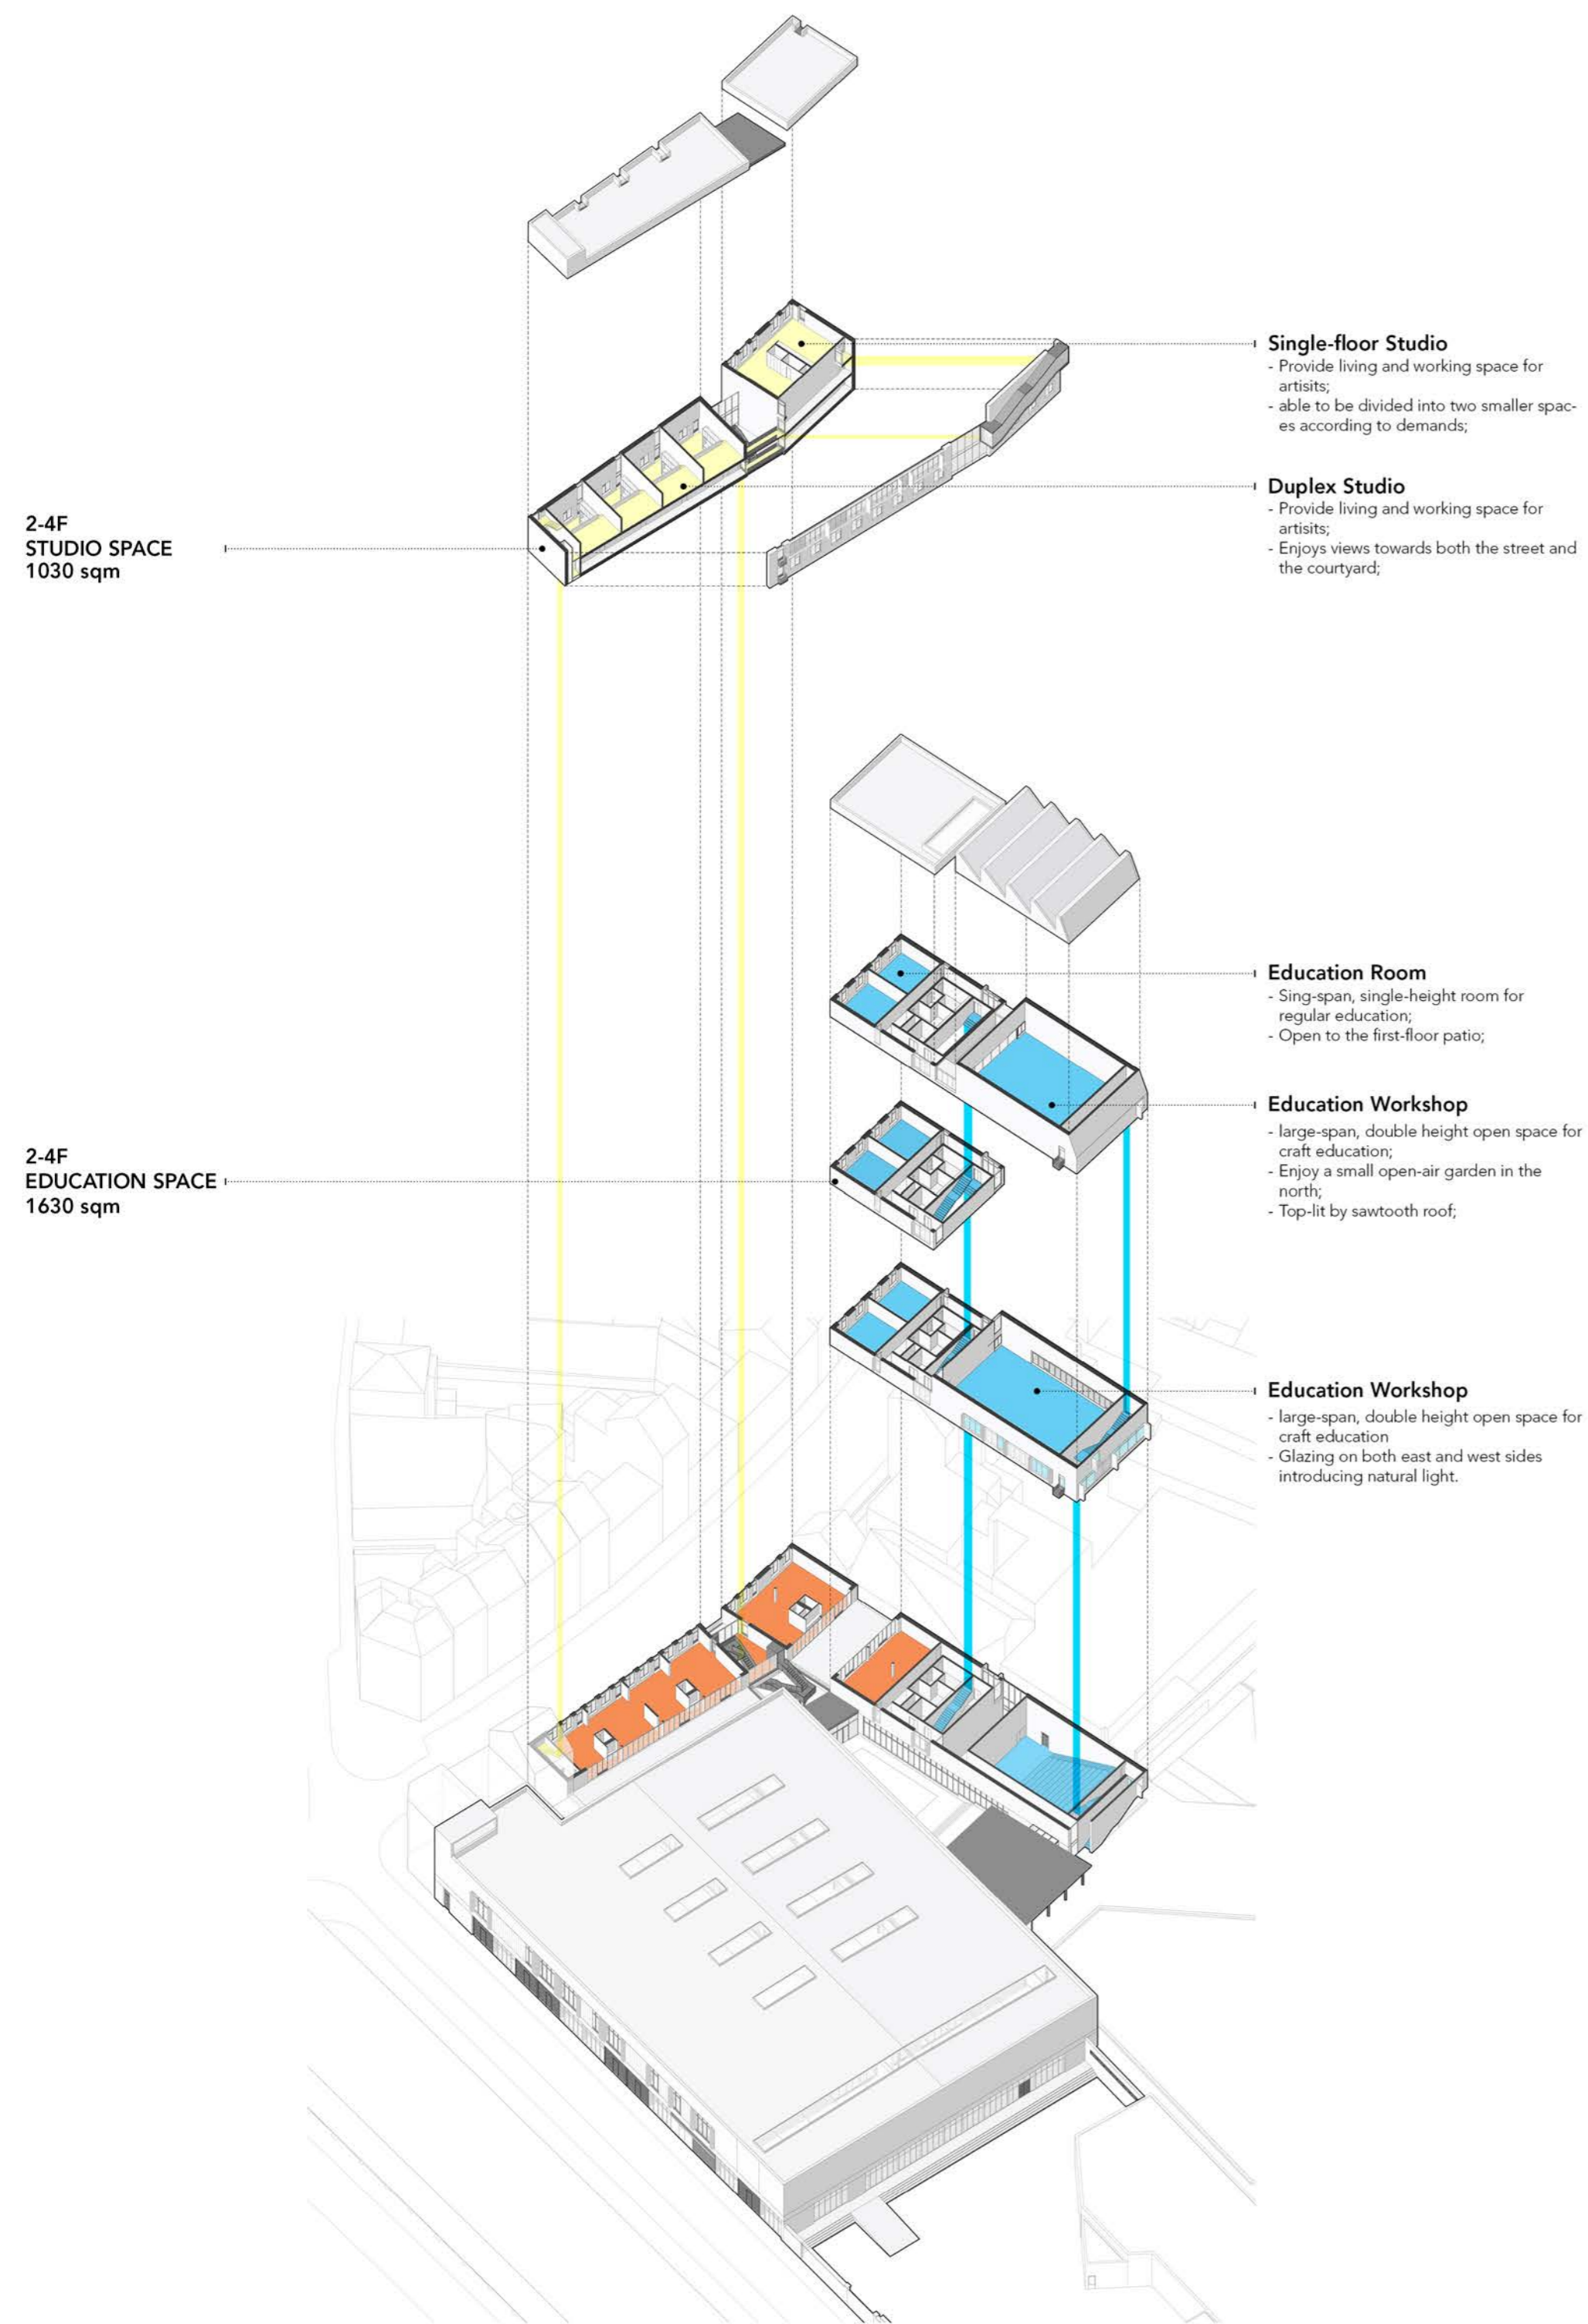 Single-floor Studio
- Provide living and working space for
artisits;
- able to be divided into two smaller spac-
es according to demands;
Duplex Studio
- Provide living and working space for
artisits;
- Enjoys views towards both the street and
the courtyard;
2-4F
STUDIO SPACE
1030 sqm
Education Room
- Sing-span, single-height room for
regular education;
- Open to the first-floor patio;
Education Workshop
- large-span, double height open space for
craft education;
- Enjoy a small open-air garden in the
north;
- Top-lit by sawtooth roof;
2-4F
EDUCATION SPACE
1630 sqm
Education Workshop
- large-span, double height open space for
craft education
- Glazing on both east and west sides
introducing natural light.